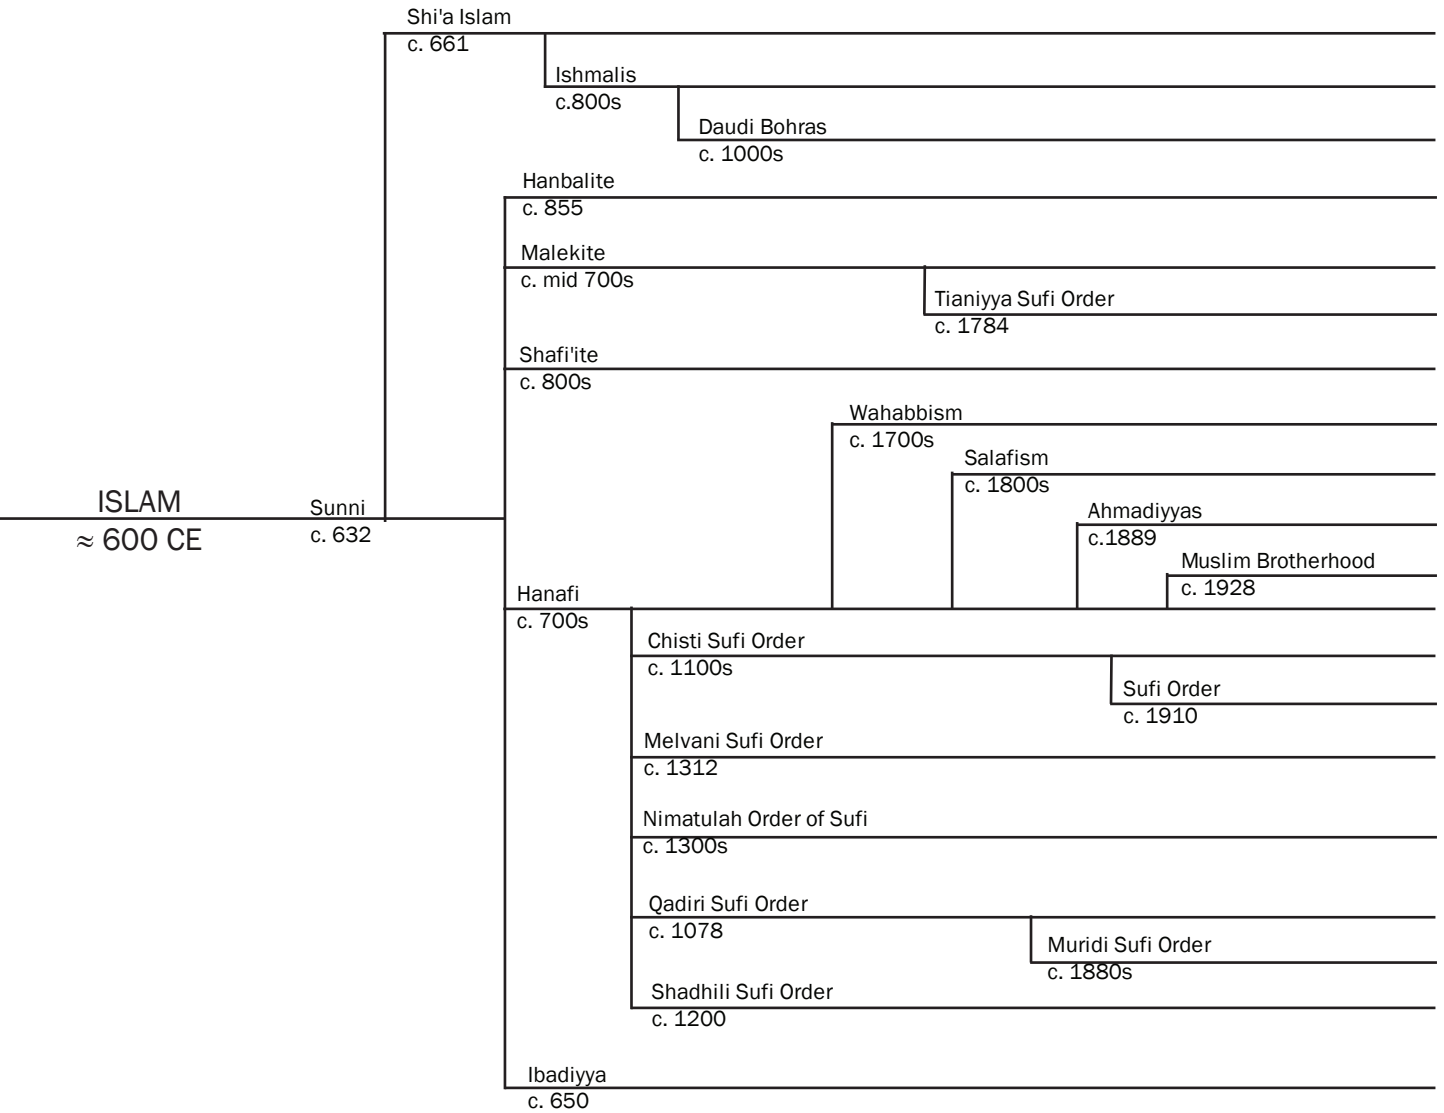 Shi'a Islam
c. 661
Ishmalis
c.800s
Daudi Bohras
c. 1000s
Hanbalite
c. 855
Malekite
c. mid 700s
Tianiyya Sufi Order
c. 1784
Shafi'ite
c. 800s
Wahabbism
c. 1700s
Salafism
c. 1800s
ISLAM
≈ 600 CE
Sunni
c. 632
Ahmadiyyas
c.1889
Muslim Brotherhood
c. 1928
Hanafi
c. 700s
Chisti Sufi Order
c. 1100s
Sufi Order
c. 1910
Melvani Sufi Order
c. 1312
Nimatulah Order of Sufi
c. 1300s
Qadiri Sufi Order
c. 1078
Muridi Sufi Order
c. 1880s
Shadhili Sufi Order
c. 1200
Ibadiyya
c. 650